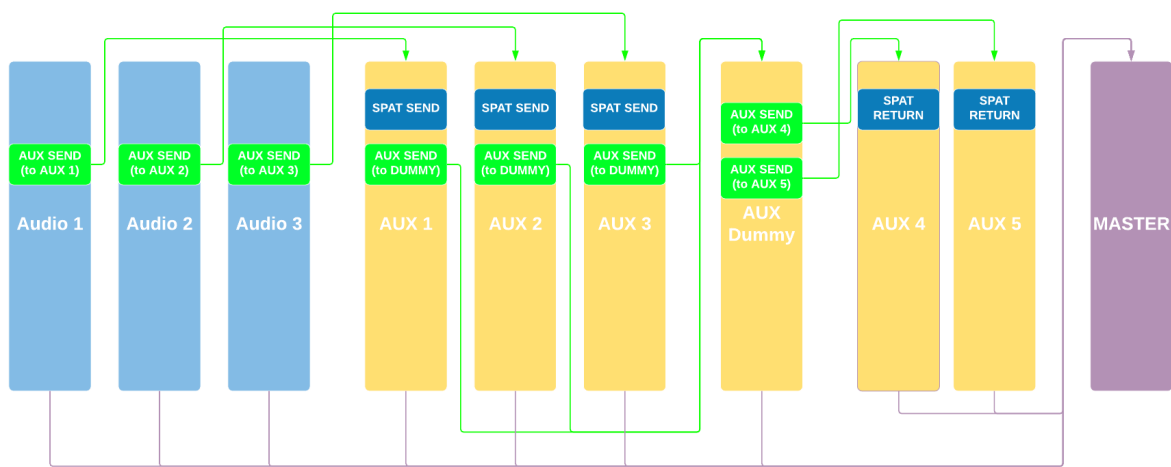 SPAT SEND
SPAT SEND
SPAT SEND
SPAT
RETURN
SPAT
RETURN
AUX SEND
(to AUX 4)
AUX SEND
(to AUX 1)
AUX SEND
(to AUX 2)
AUX SEND
(to AUX 3)
AUX SEND
(to DUMMY)
AUX SEND
(to DUMMY)
AUX SEND
(to DUMMY)
AUX SEND
(to AUX 5)
Audio 1
Audio 2
Audio 3
AUX 1
AUX 2
AUX 3
AUX
Dummy
AUX 4
AUX 5
MASTER